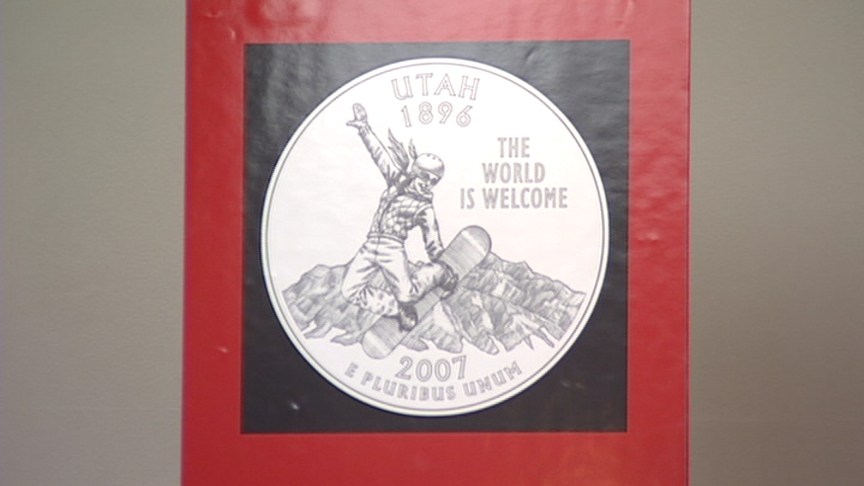 UTAH
1896
THE
WORLD
IS WELCOME
2007
E PLURIBUS UNUM